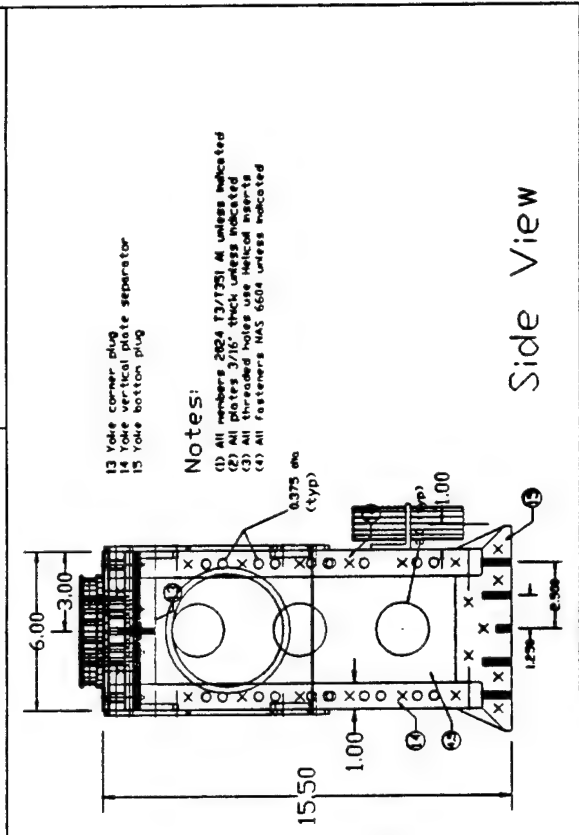 13 Yoke corner plug
14 Yoke vertical plate separator
15 Yoke bottom plug
Notes:
(1) All members 2024 T3/T351 Al unless indicated
(2) All plates 3/16" thick unless indicated
(3) All threaded holes use Helicoil inserts
(4) All fasteners NAS 6604 unless indicated
6.00
3.00
0.375 dia
(typ)
13
1.00
15.50
1.00
14
15
1.250
2.500
Side View